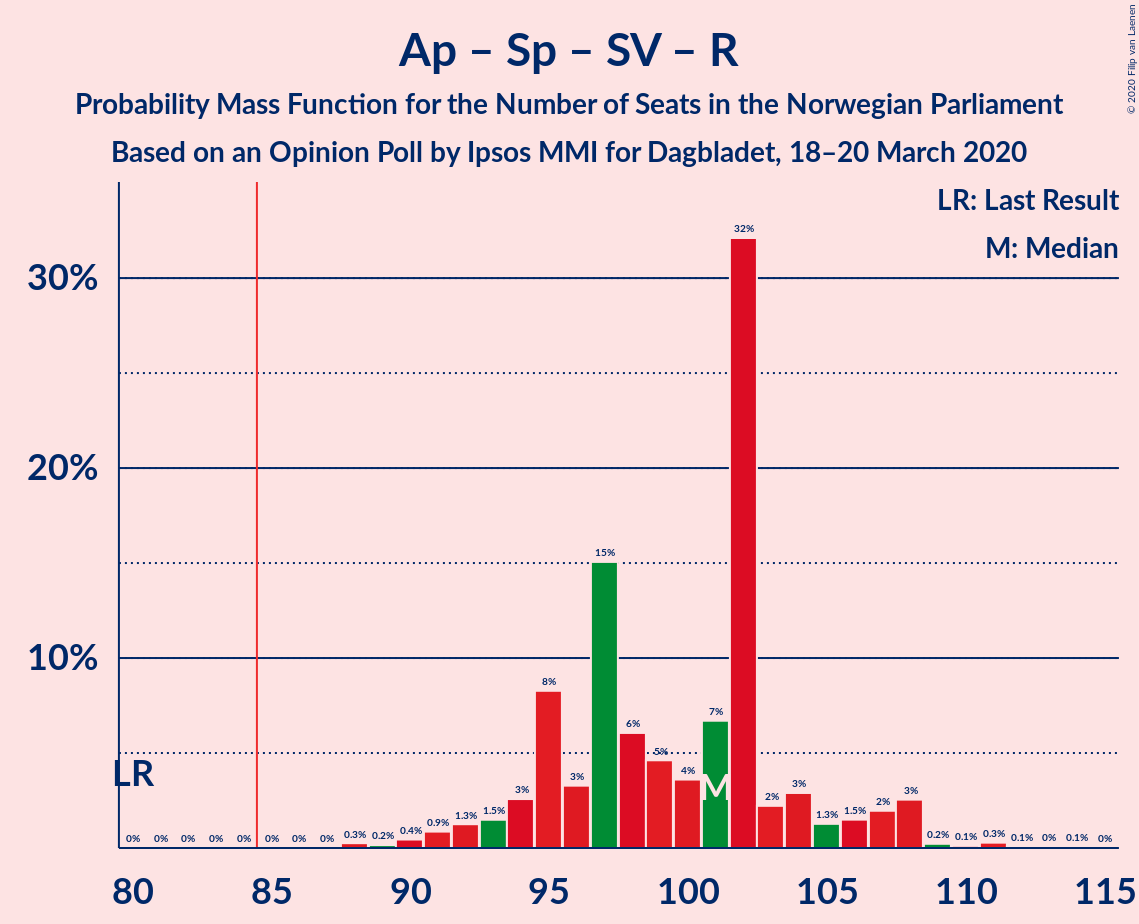 Ap – Sp – SV – R
Probability Mass Function for the Number of Seats in the Norwegian Parliament
Based on an Opinion Poll by Ipsos MMI for Dagbladet, 18–20 March 2020
© 2020 Filip van Laenen
LR: Last Result
M: Median
30%
20%
10%
LR
M
0% 0% 0% 0% 0% 0% 0% 0% 0.3% 0.2% 0.4% 0.9% 1.3% 1.5% 3% 8% 3% 15% 6% 5% 4% 7% 32% 2% 3% 1.3% 1.5% 2% 3% 0.2% 0.1% 0.3% 0.1% 0% 0.1% 0%
80 85 90 95 100 105 110 115